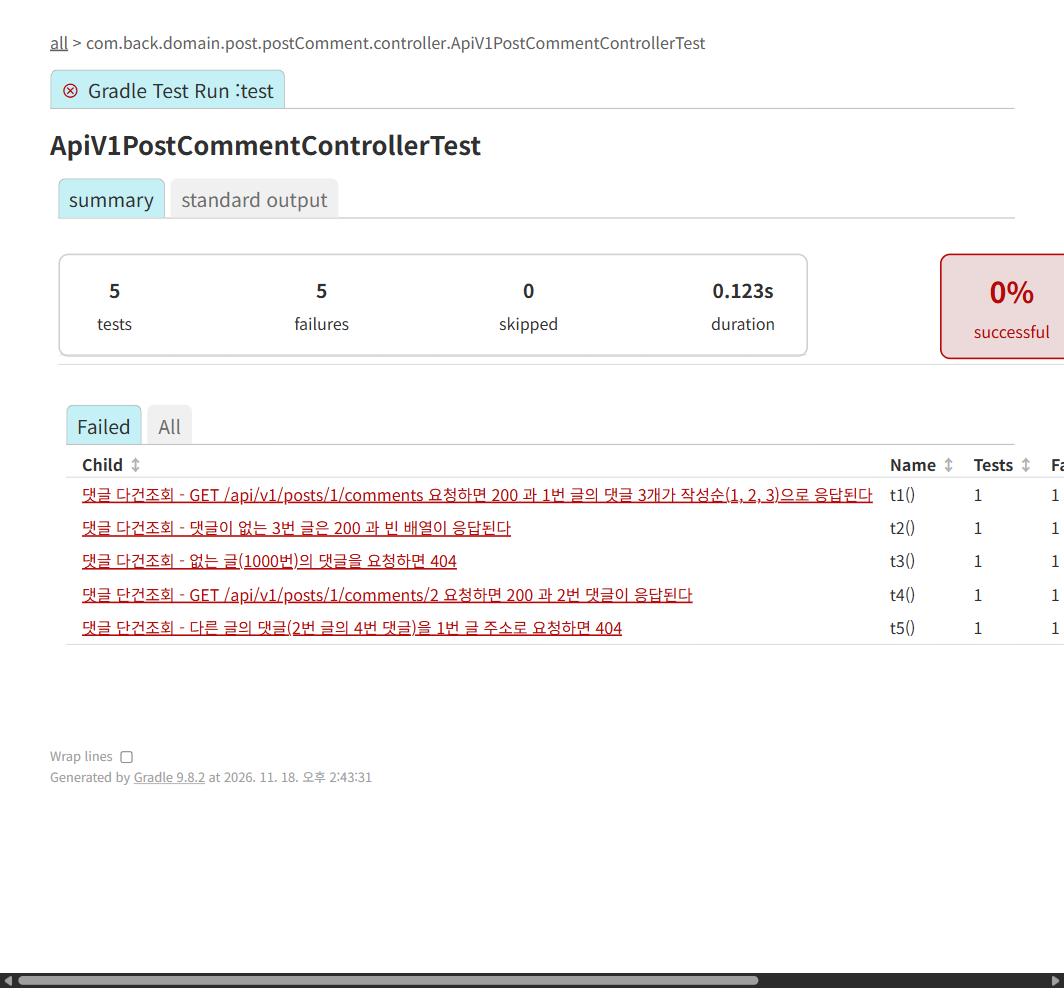 all > com.back.domain.post.postComment.controller.ApiV1PostCommentControllerTest
Gradle Test Run :test
ApiV1PostCommentControllerTest
summary standard output
5 5 0 0.123s 0%
tests failures skipped duration successful
Failed All
Child Name Tests Fa
댓글 다건조회 - GET /api/v1/posts/1/comments 요청하면 200 과 1번 글의 댓글 3개가 작성순(1, 2, 3)으로 응답된다 t1() 1 1
댓글 다건조회 - 댓글이 없는 3번 글은 200 과 빈 배열이 응답된다 t2() 1 1
댓글 다건조회 - 없는 글(1000번)의 댓글을 요청하면 404 t3() 1 1
댓글 단건조회 - GET /api/v1/posts/1/comments/2 요청하면 200 과 2번 댓글이 응답된다 t4() 1 1
댓글 단건조회 - 다른 글의 댓글(2번 글의 4번 댓글)을 1번 글 주소로 요청하면 404 t5() 1 1
Wrap lines
Generated by Gradle 9.8.2 at 2026. 11. 18. 오후 2:43:31